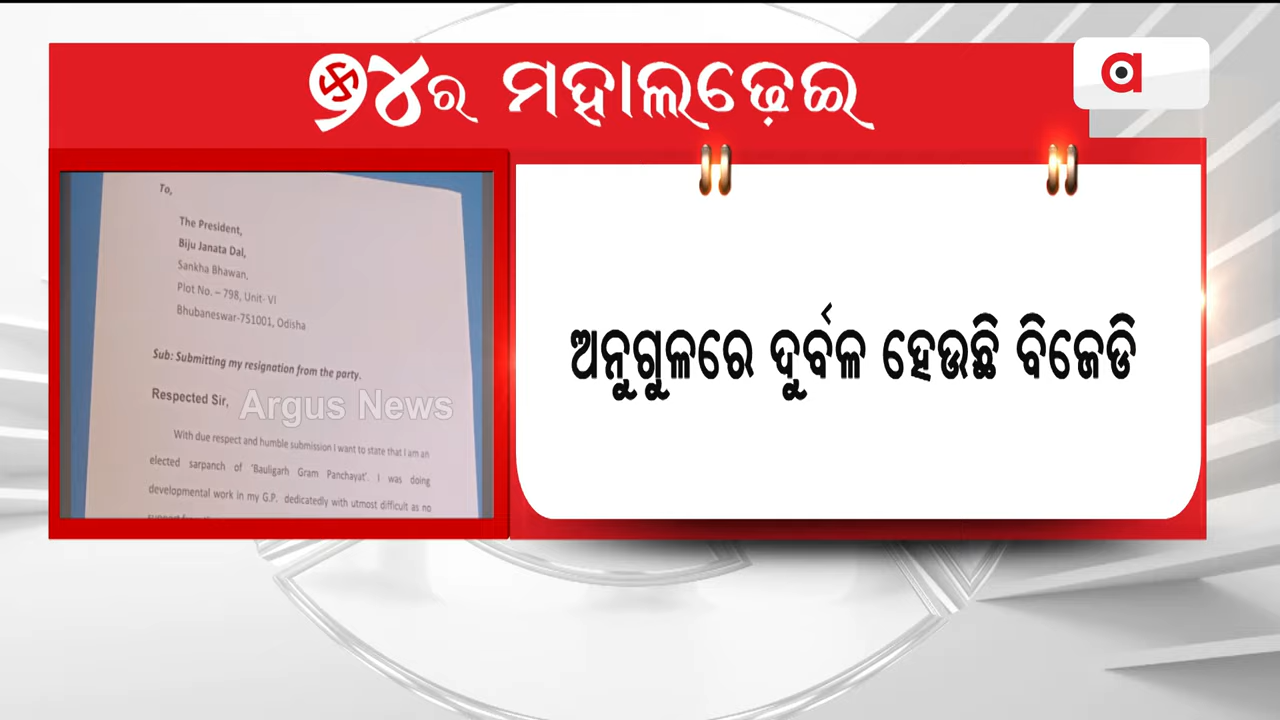 ୨୪ର ମହାଲଢ଼େଇ
To,
The President,
Biju Janata Dal,
Sankha Bhawan,
Plot No. – 798, Unit- VI
Bhubaneswar-751001, Odisha
Sub: Submitting my resignation from the party.
Respected Sir,
Argus News
With due respect and humble submission I want to state that I am an
elected sarpanch of 'Bauligarh Gram Panchayat'. I was doing
developmental work in my G.P. dedicatedly with utmost difficult as no
" "
ଅନୁଗୁଳରେ ଦୁର୍ବଳ ହେଉଛି ବିଜେଡି